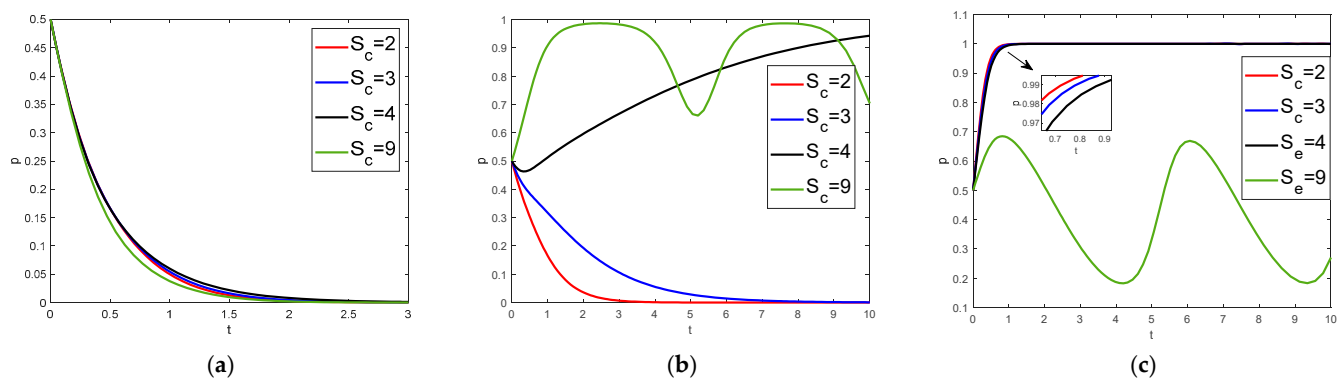 0.5
0.45
0.4
0.35
0.3
0.25
0.2
0.15
0.1
0.05
0
p
0 0.5 1 1.5 2 2.5 3
t
S_c=2
S_c=3
S_c=4
S_c=9
(a)
1
0.9
0.8
0.7
0.6
0.5
0.4
0.3
0.2
0.1
0
p
0 1 2 3 4 5 6 7 8 9 10
t
S_c=2
S_c=3
S_c=4
S_c=9
(b)
1.1
1
0.9
0.8
0.7
0.6
0.5
0.4
0.3
0.2
0.1
p
0 1 2 3 4 5 6 7 8 9 10
t
0.99
0.98
0.97
p
0.7 0.8 0.9
t
S_c=2
S_c=3
S_e=4
S_e=9
(c)